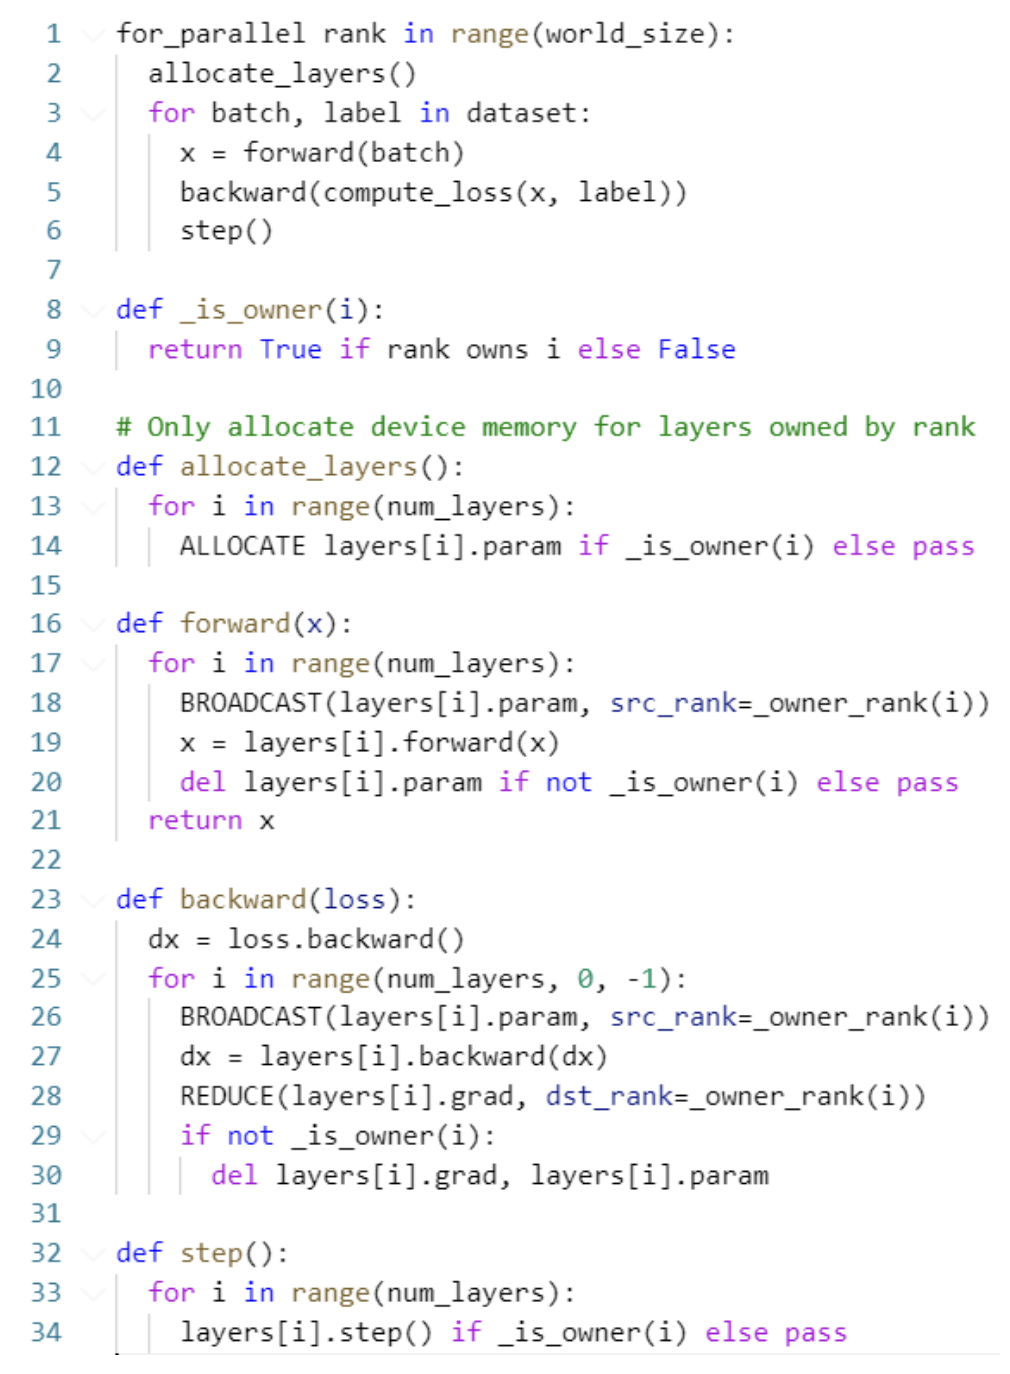 1 for_parallel rank in range(world_size):
2 allocate_layers()
3 for batch, label in dataset:
4 x = forward(batch)
5 backward(compute_loss(x, label))
6 step()
7
8 def _is_owner(i):
9 return True if rank owns i else False
10
11 # Only allocate device memory for layers owned by rank
12 def allocate_layers():
13 for i in range(num_layers):
14 ALLOCATE layers[i].param if _is_owner(i) else pass
15
16 def forward(x):
17 for i in range(num_layers):
18 BROADCAST(layers[i].param, src_rank=_owner_rank(i))
19 x = layers[i].forward(x)
20 del layers[i].param if not _is_owner(i) else pass
21 return x
22
23 def backward(loss):
24 dx = loss.backward()
25 for i in range(num_layers, 0, -1):
26 BROADCAST(layers[i].param, src_rank=_owner_rank(i))
27 dx = layers[i].backward(dx)
28 REDUCE(layers[i].grad, dst_rank=_owner_rank(i))
29 if not _is_owner(i):
30 del layers[i].grad, layers[i].param
31
32 def step():
33 for i in range(num_layers):
34 layers[i].step() if _is_owner(i) else pass